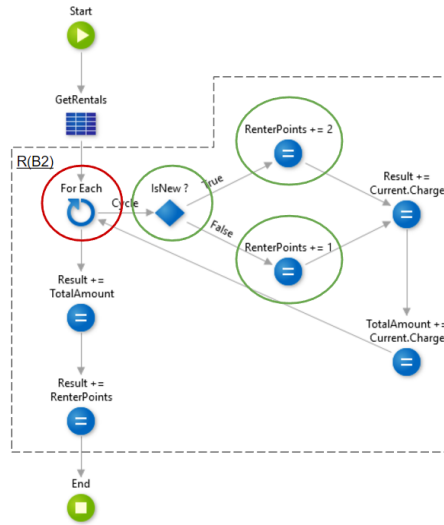 Start
GetRentals
R(B2)
For Each
Cycle
IsNew ?
True
False
RenterPoints += 2
RenterPoints += 1
Result +=
Current.Charge
TotalAmount +=
Current.Charge
Result +=
TotalAmount
Result +=
RenterPoints
End